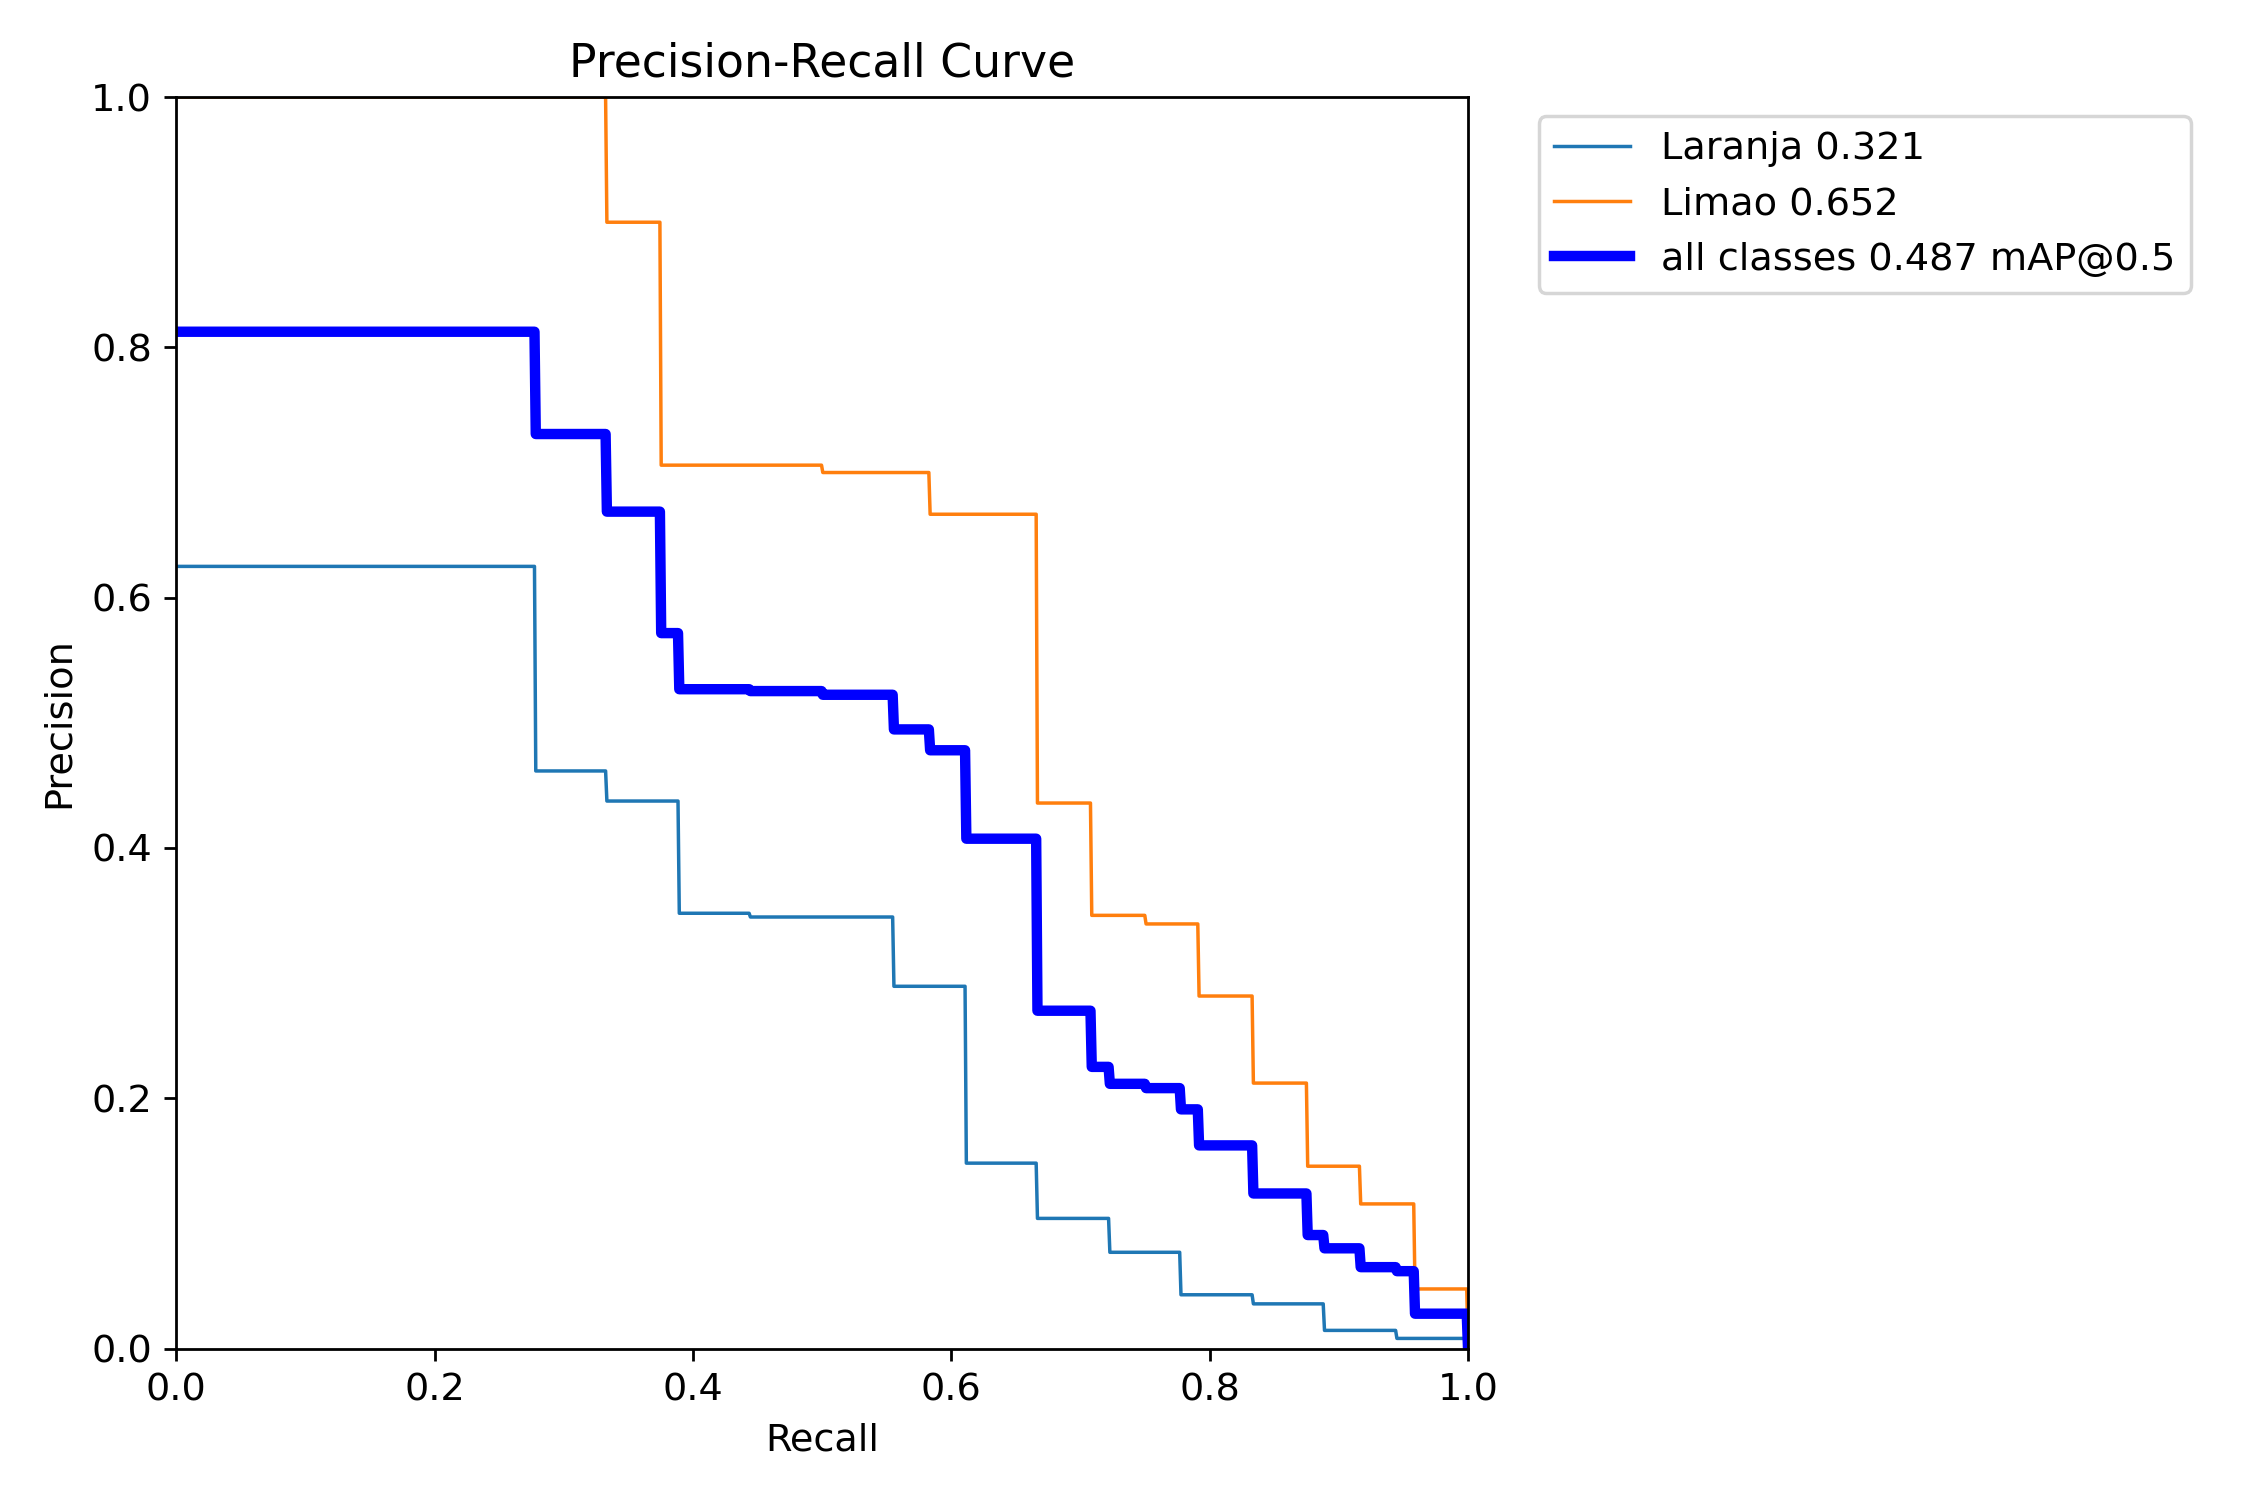 Precision-Recall Curve
1.0
0.8
0.6
0.4
0.2
0.0
Precision
0.0 0.2 0.4 0.6 0.8 1.0
Recall
Laranja 0.321
Limao 0.652
all classes 0.487 mAP@0.5